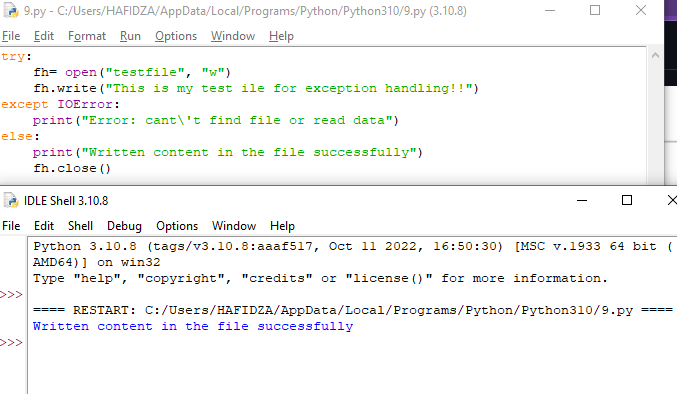 9.py - C:/Users/HAFIDZA/AppData/Local/Programs/Python/Python310/9.py (3.10.8)
File Edit Format Run Options Window Help
try:
    fh= open("testfile", "w")
    fh.write("This is my test ile for exception handling!!")
except IOError:
    print("Error: cant\'t find file or read data")
else:
    print("Written content in the file successfully")
    fh.close()
IDLE Shell 3.10.8
File Edit Shell Debug Options Window Help
Python 3.10.8 (tags/v3.10.8:aaaf517, Oct 11 2022, 16:50:30) [MSC v.1933 64 bit (
AMD64)] on win32
Type "help", "copyright", "credits" or "license()" for more information.
>>>
==== RESTART: C:/Users/HAFIDZA/AppData/Local/Programs/Python/Python310/9.py ====
Written content in the file successfully
>>>